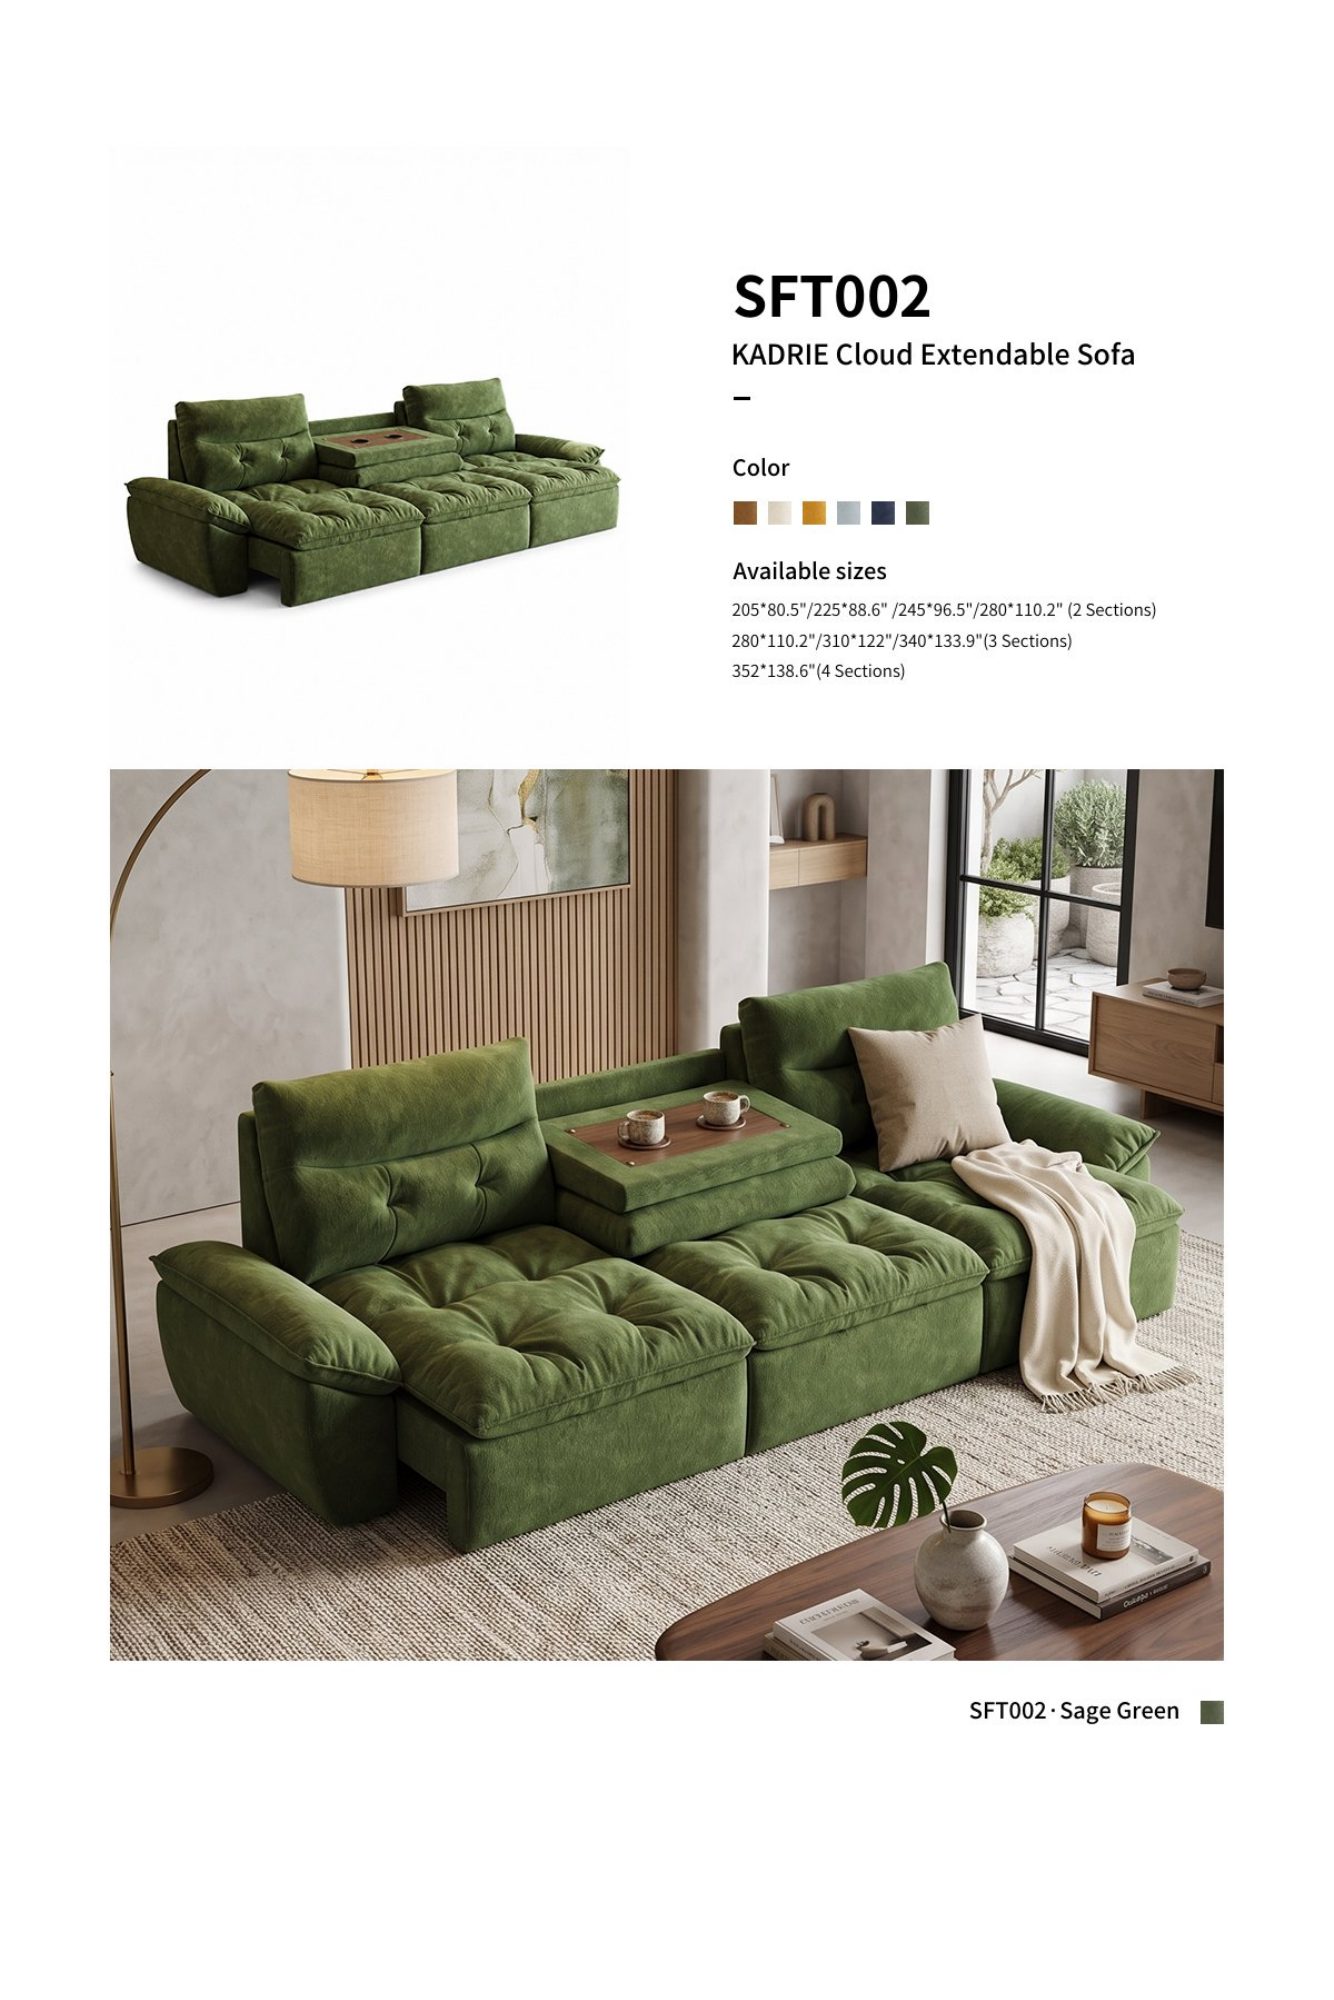 SFT002
KADRIE Cloud Extendable Sofa
–
Color
Available sizes
205*80.5"/225*88.6" /245*96.5"/280*110.2" (2 Sections)
280*110.2"/310*122"/340*133.9"(3 Sections)
352*138.6"(4 Sections)
SFT002·Sage Green